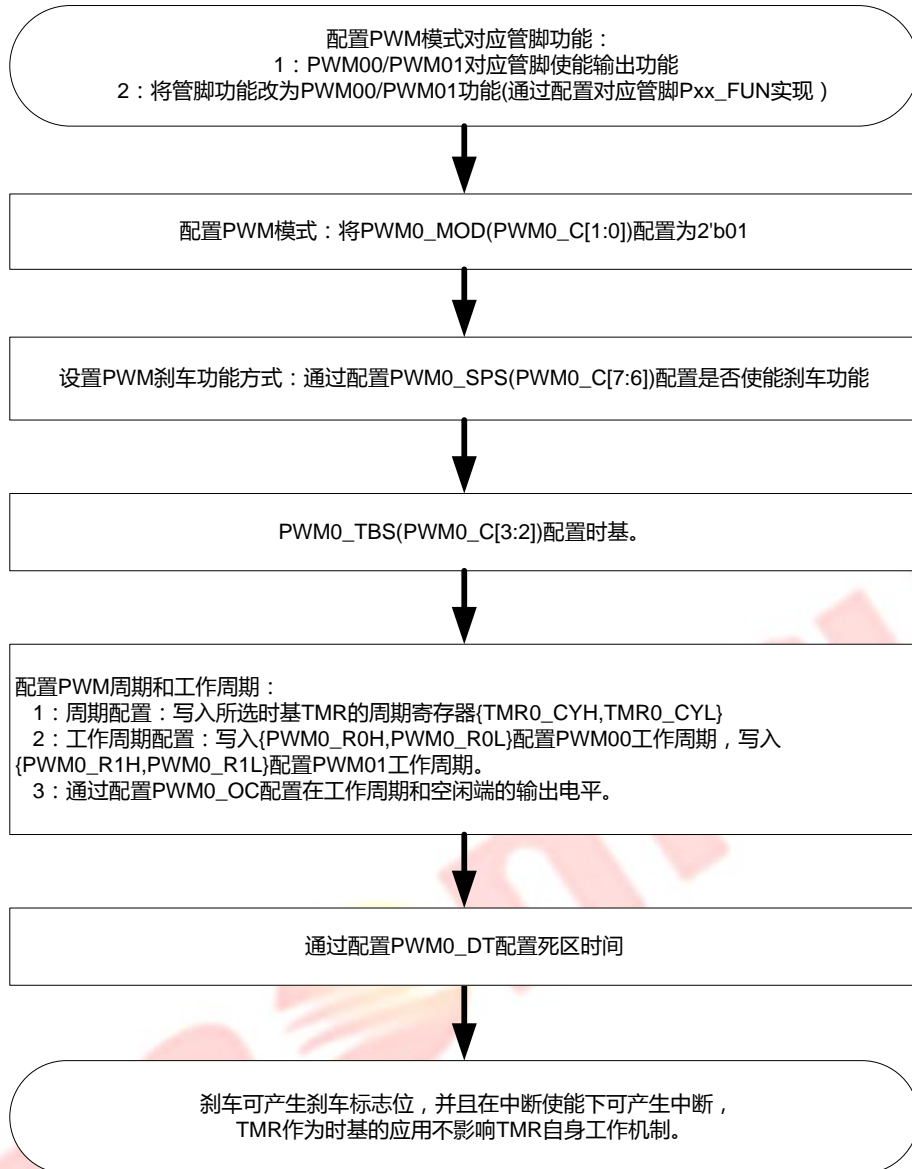 配置PWM模式对应管脚功能：
1：PWM00/PWM01对应管脚使能输出功能
2：将管脚功能改为PWM00/PWM01功能(通过配置对应管脚Pxx_FUN实现）
配置PWM模式：将PWM0_MOD(PWM0_C[1:0])配置为2'b01
设置PWM刹车功能方式：通过配置PWM0_SPS(PWM0_C[7:6])配置是否使能刹车功能
PWM0_TBS(PWM0_C[3:2])配置时基。
配置PWM周期和工作周期：
1：周期配置：写入所选时基TMR的周期寄存器{TMR0_CYH,TMR0_CYL}
2：工作周期配置：写入{PWM0_R0H,PWM0_R0L}配置PWM00工作周期，写入
{PWM0_R1H,PWM0_R1L}配置PWM01工作周期。
3：通过配置PWM0_OC配置在工作周期和空闲端的输出电平。
通过配置PWM0_DT配置死区时间
刹车可产生刹车标志位，并且在中断使能下可产生中断，
TMR作为时基的应用不影响TMR自身工作机制。